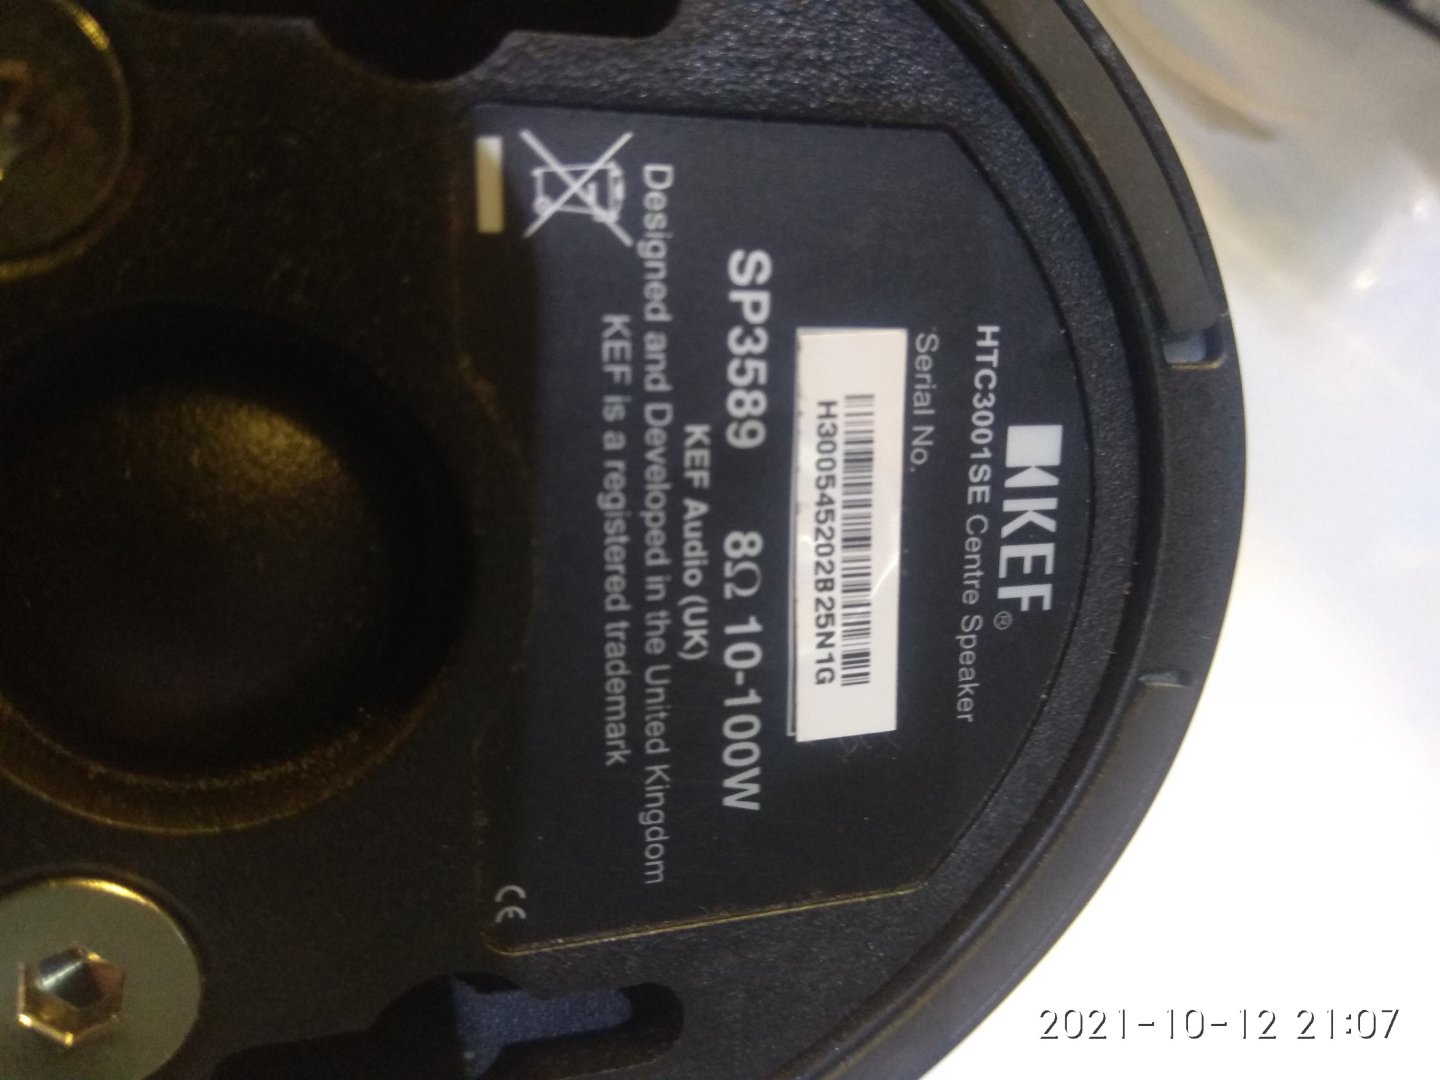 KEF®
HTC3001SE Centre Speaker
Serial No.
H300545202B25N1G
SP3589 8Ω 10-100W
KEF Audio (UK)
Designed and Developed in the United Kingdom
KEF is a registered trademark
CE
2021-10-12 21:07